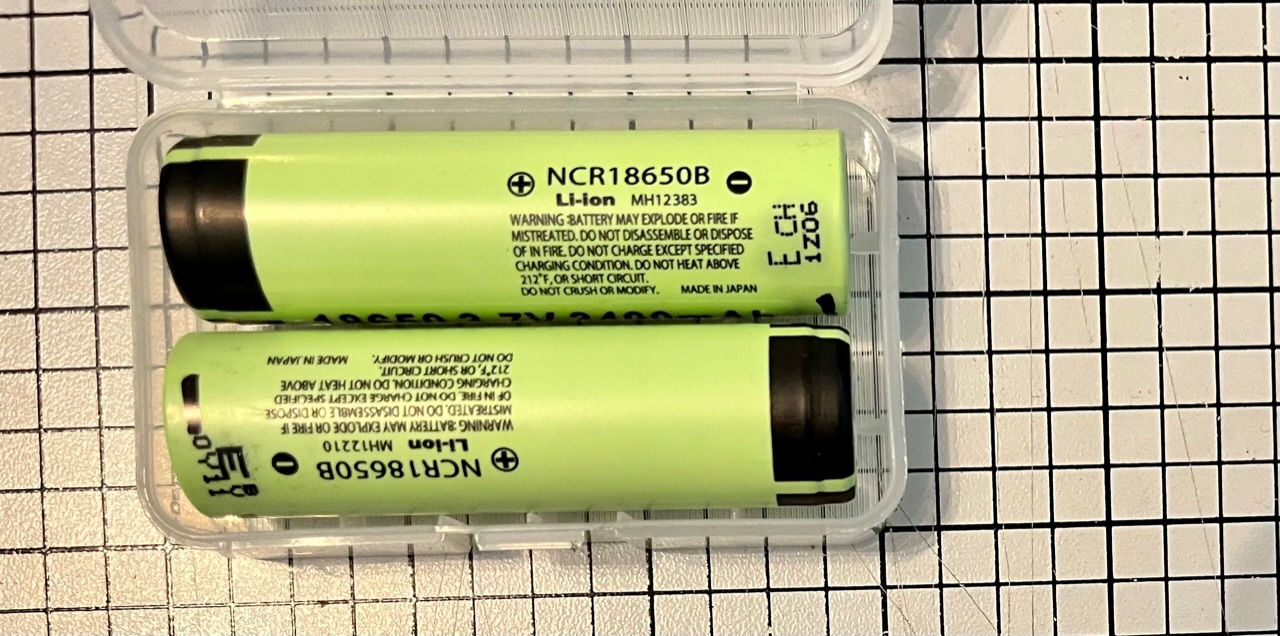 NCR18650B
Li-ion MH12383
WARNING :BATTERY MAY EXPLODE OR FIRE IF
MISTREATED. DO NOT DISASSEMBLE OR DISPOSE
OF IN FIRE. DO NOT CHARGE EXCEPT SPECIFIED
CHARGING CONDITION. DO NOT HEAT ABOVE
212°F, OR SHORT CIRCUIT.
DO NOT CRUSH OR MODIFY. MADE IN JAPAN
E CH
1Z06
NCR18650B
Li-ion MH12210
WARNING :BATTERY MAY EXPLODE OR FIRE IF
MISTREATED. DO NOT DISASSEMBLE OR DISPOSE
OF IN FIRE. DO NOT CHARGE EXCEPT SPECIFIED
CHARGING CONDITION. DO NOT HEAT ABOVE
212°F, OR SHORT CIRCUIT.
DO NOT CRUSH OR MODIFY. MADE IN JAPAN